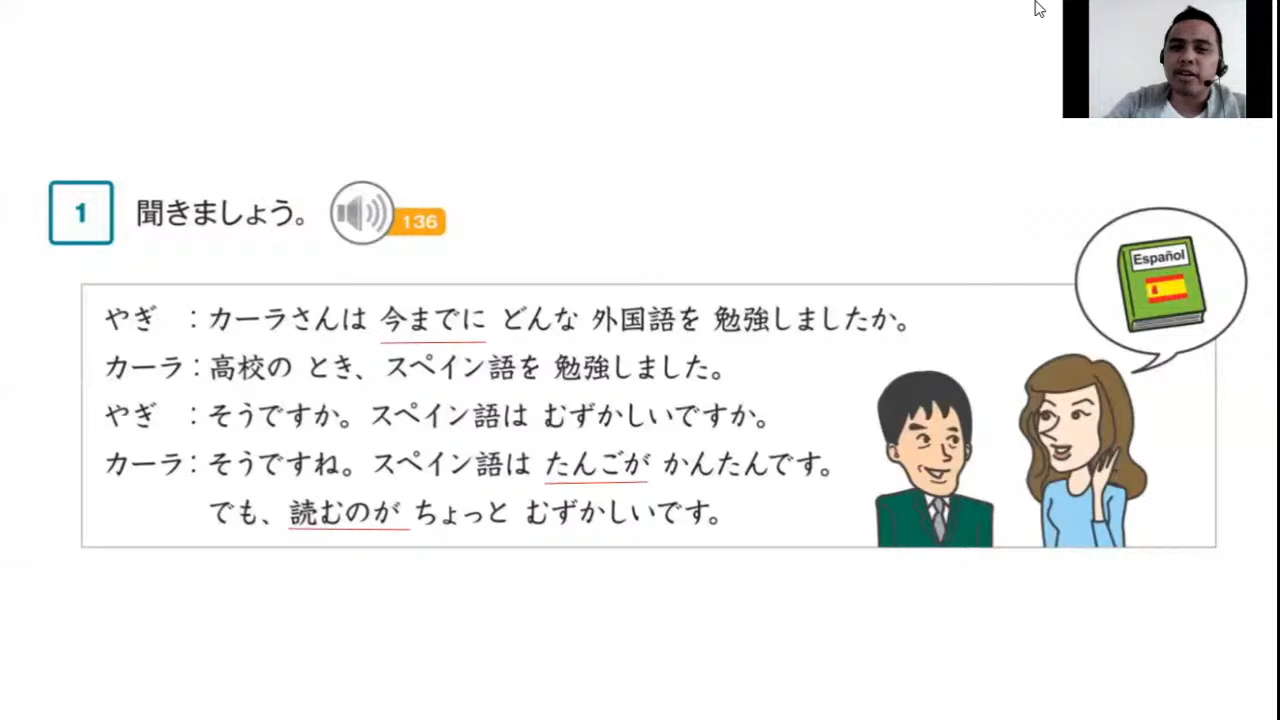 1 聞きましょう。 136
Español
やぎ ：カーラさんは 今までに どんな 外国語を 勉強しましたか。
カーラ：高校の とき、スペイン語を 勉強しました。
やぎ ：そうですか。スペイン語は むずかしいですか。
カーラ：そうですね。スペイン語は たんごが かんたんです。
でも、読むのが ちょっと むずかしいです。